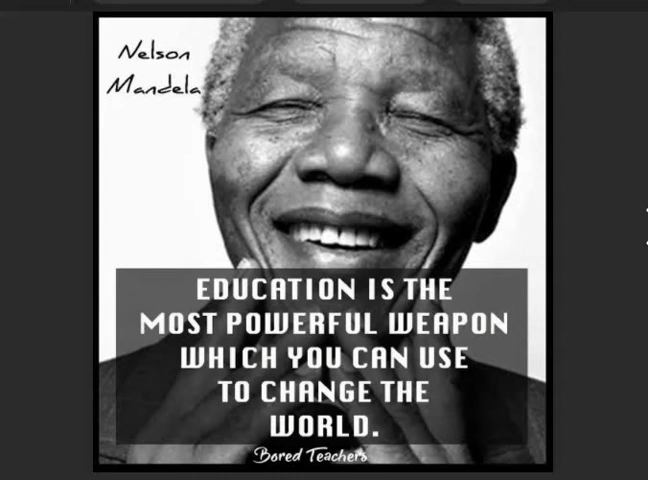 Nelson
Mandela
EDUCATION IS THE
MOST POWERFUL WEAPON
WHICH YOU CAN USE
TO CHANGE THE
WORLD.
Bored Teachers